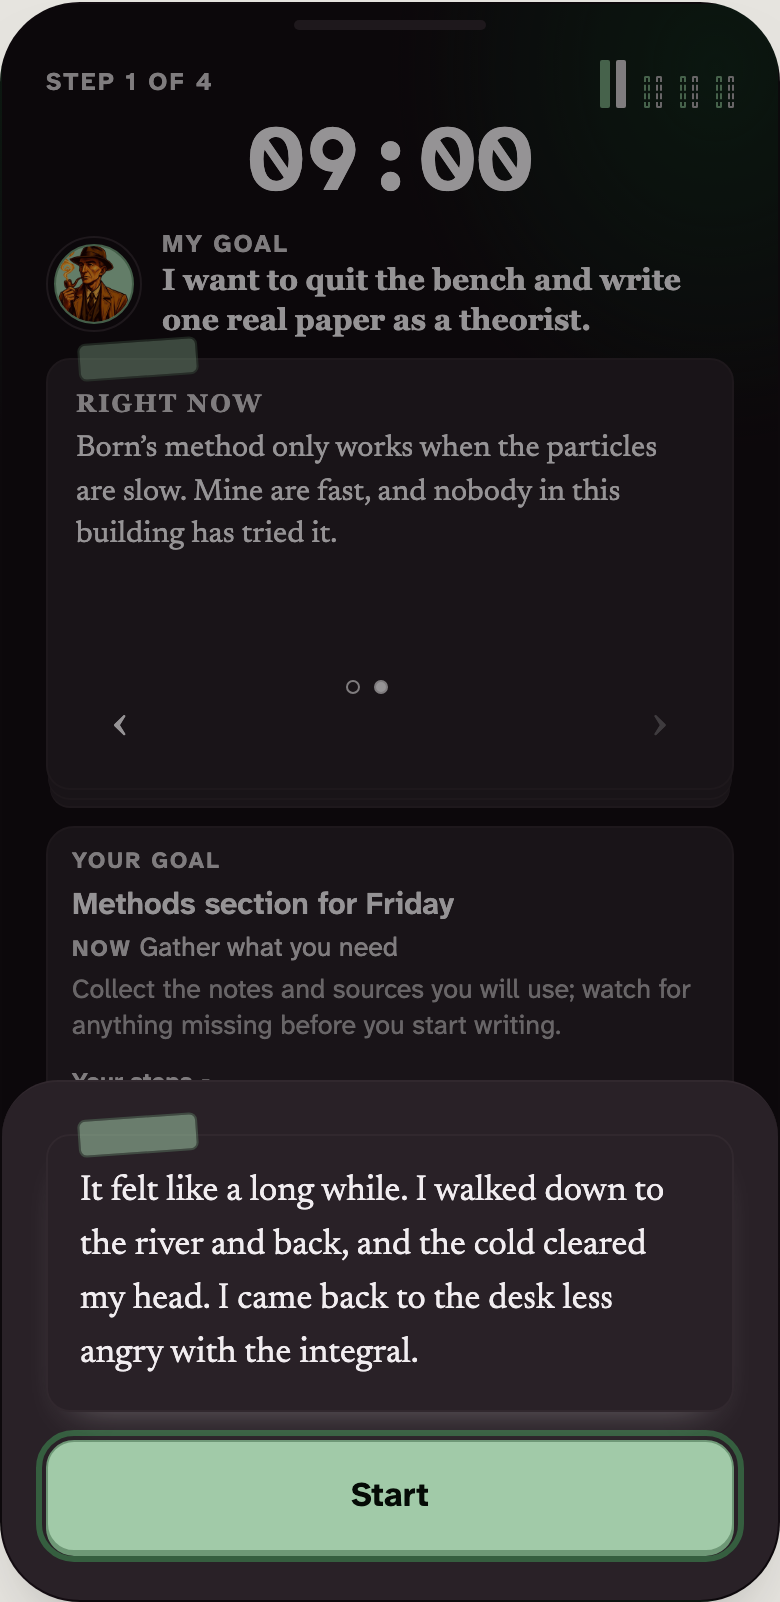 STEP 1 OF 4
09:00
MY GOAL
I want to quit the bench and write
one real paper as a theorist.
RIGHT NOW
Born’s method only works when the particles
are slow. Mine are fast, and nobody in this
building has tried it.
YOUR GOAL
Methods section for Friday
NOW Gather what you need
Collect the notes and sources you will use; watch for
anything missing before you start writing.
Your steps
It felt like a long while. I walked down to
the river and back, and the cold cleared
my head. I came back to the desk less
angry with the integral.
Start